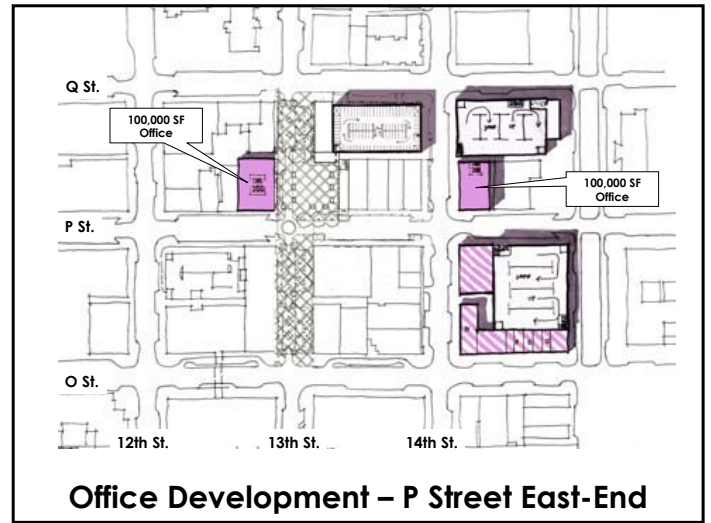 Q St.
100,000 SF
Office
100,000 SF
Office
P St.
O St.
12th St.
13th St.
14th St.
Office Development – P Street East-End